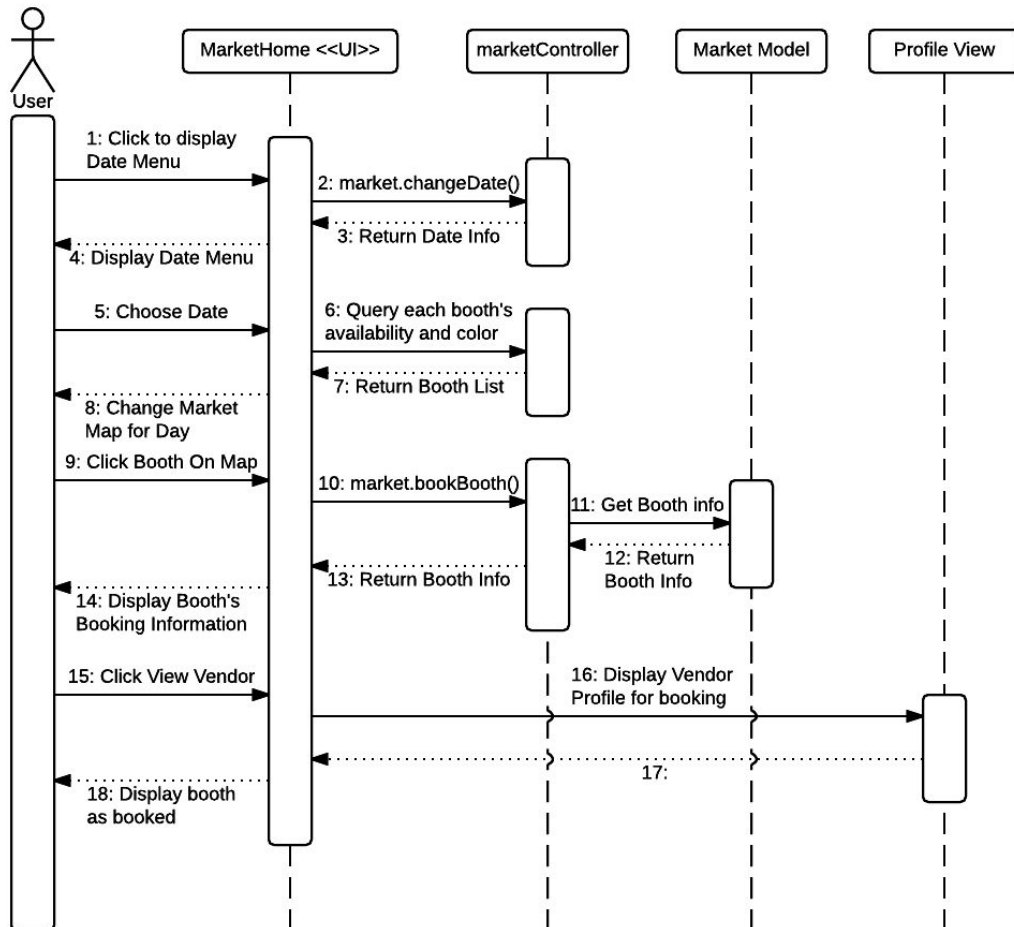 MarketHome <<UI>>
marketController
Market Model
Profile View
User
1: Click to display
Date Menu
2: market.changeDate()
3: Return Date Info
4: Display Date Menu
5: Choose Date
6: Query each booth's
availability and color
7: Return Booth List
8: Change Market
Map for Day
9: Click Booth On Map
10: market.bookBooth()
11: Get Booth info
12: Return
Booth Info
13: Return Booth Info
14: Display Booth's
Booking Information
15: Click View Vendor
16: Display Vendor
Profile for booking
17:
18: Display booth
as booked